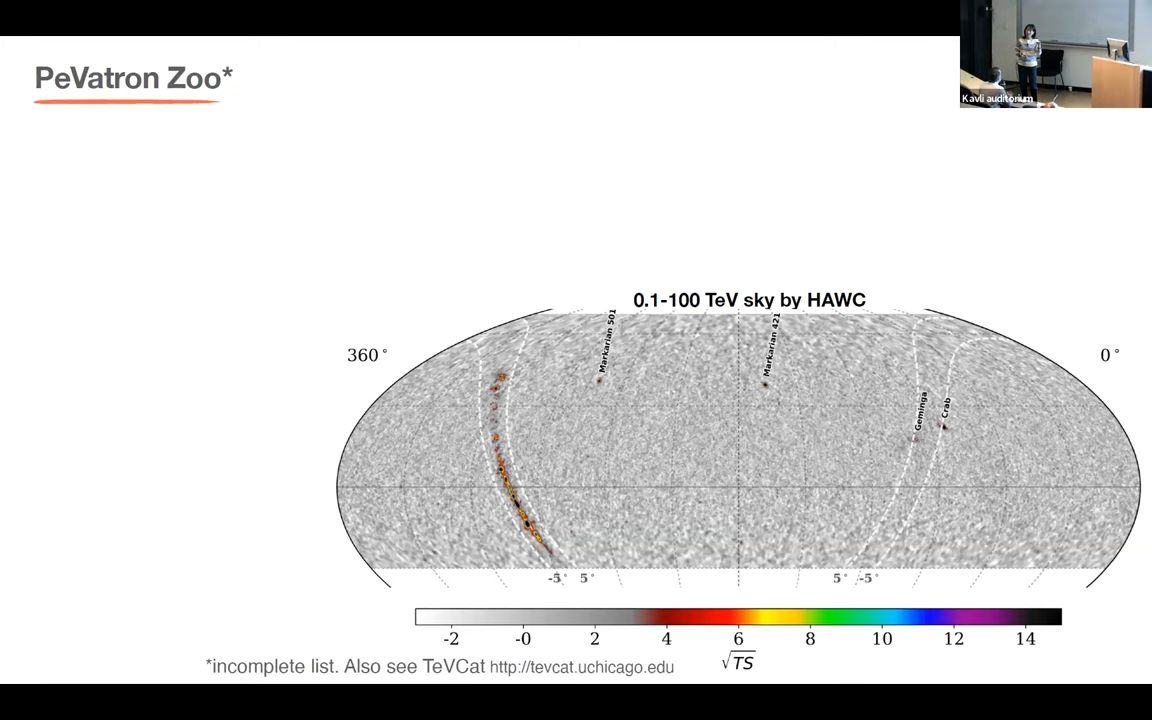 PeVatron Zoo*
Kavli auditorium
0.1-100 TeV sky by HAWC
360°
0°
Markarian 501
Markarian 421
Geminga
Crab
-5° 5°
5° -5°
-2 -0 2 4 6 8 10 12 14
√TS
*incomplete list. Also see TeVCat http://tevcat.uchicago.edu